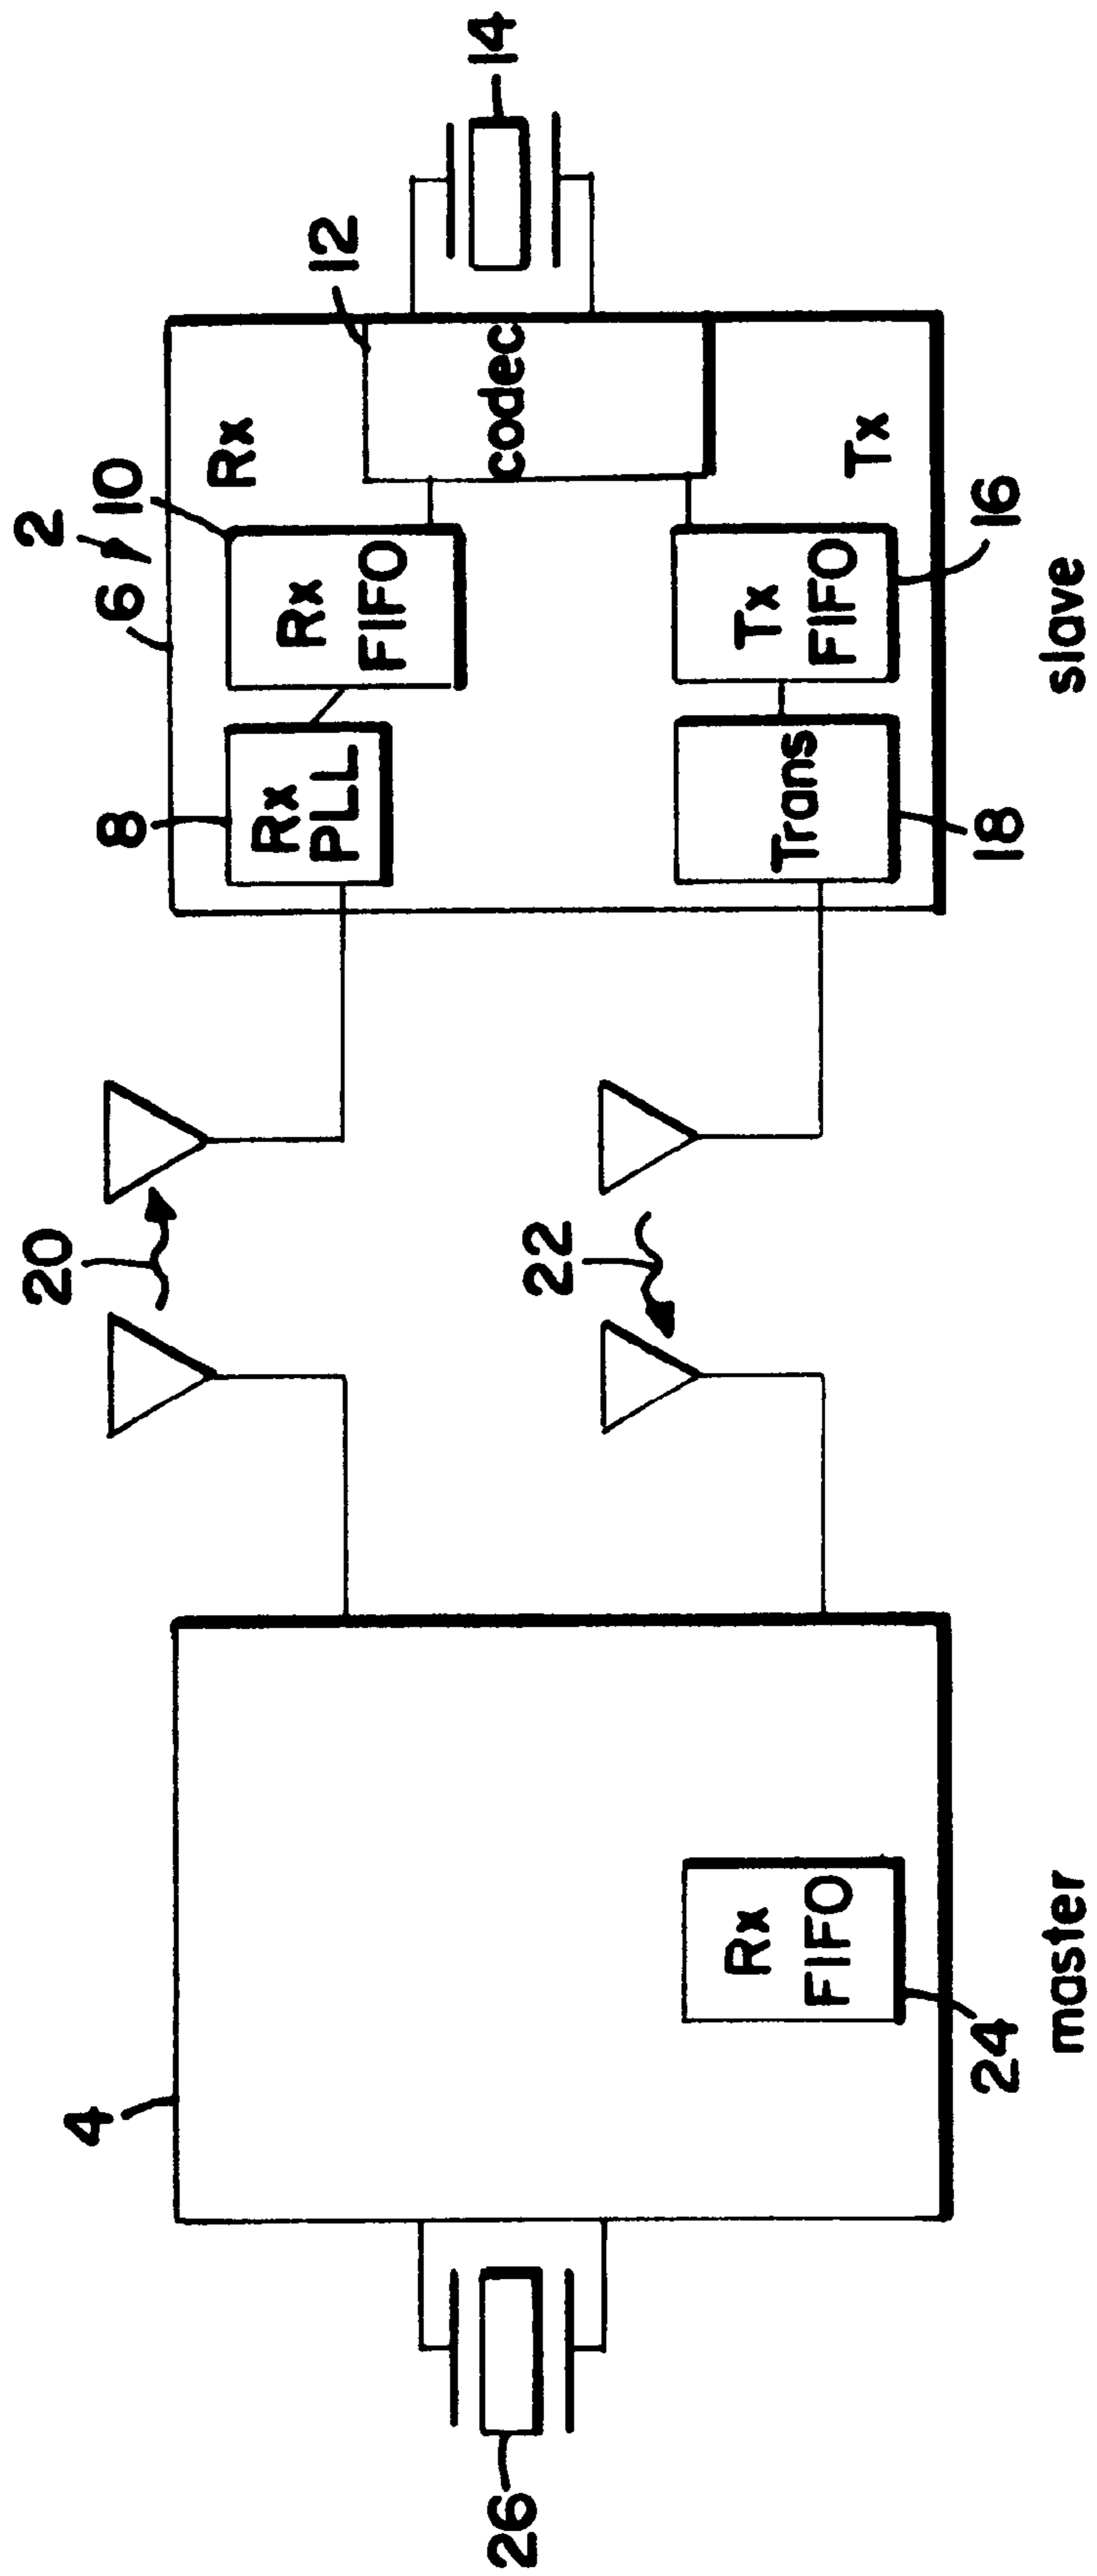 2
6
10
12
14
8
Rx
PLL
Rx
FIFO
Rx
codec
Trans
Tx
FIFO
Tx
18
16
slave
20
22
4
Rx
FIFO
24
master
26